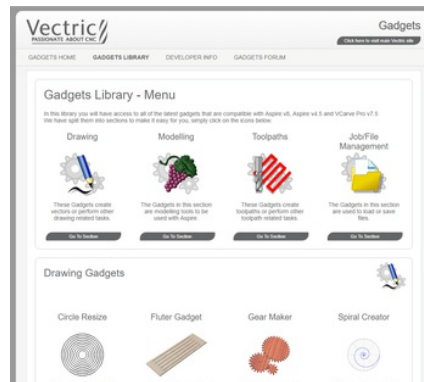 Vectric
PASSIONATE ABOUT CNC
Gadgets
Click here to visit main Vectric site
GADGETS HOME GADGETS LIBRARY DEVELOPER INFO GADGETS FORUM
Gadgets Library - Menu
In this library you will have access to all of the latest gadgets that are compatible with Aspire v8, Aspire v4.5 and VCarve Pro v7.5
We have split them into sections to make it easy for you, simply click on the icons below.
Drawing Modelling Toolpaths Job/File
Management
These Gadgets create The Gadgets in this section These Gadgets create The Gadgets in this section
vectors or perform other are modelling tools to be toolpaths or perform other are used to load or save
drawing related tasks. used with Aspire. toolpath related tasks. files.
Go To Section Go To Section Go To Section Go To Section
Drawing Gadgets
Circle Resize Fluter Gadget Gear Maker Spiral Creator